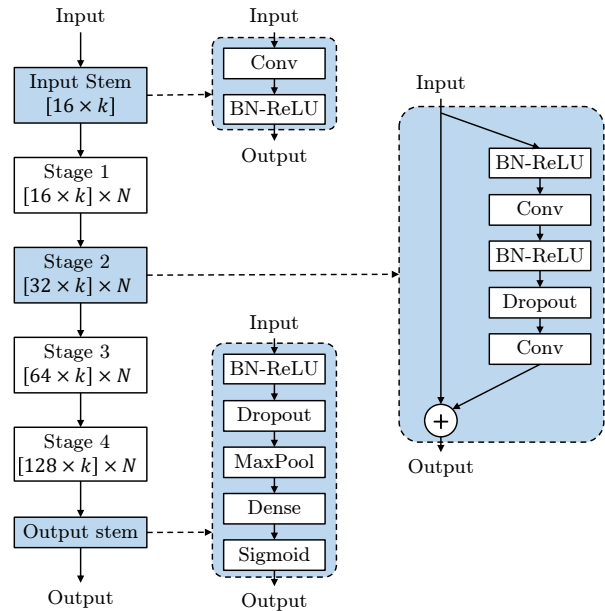 Input
Input Stem
[16 × k]
Stage 1
[16 × k] × N
Stage 2
[32 × k] × N
Stage 3
[64 × k] × N
Stage 4
[128 × k] × N
Output stem
Output
Input
Conv
BN-ReLU
Output
Input
BN-ReLU
Dropout
MaxPool
Dense
Sigmoid
Output
Input
BN-ReLU
Conv
BN-ReLU
Dropout
Conv
+
Output